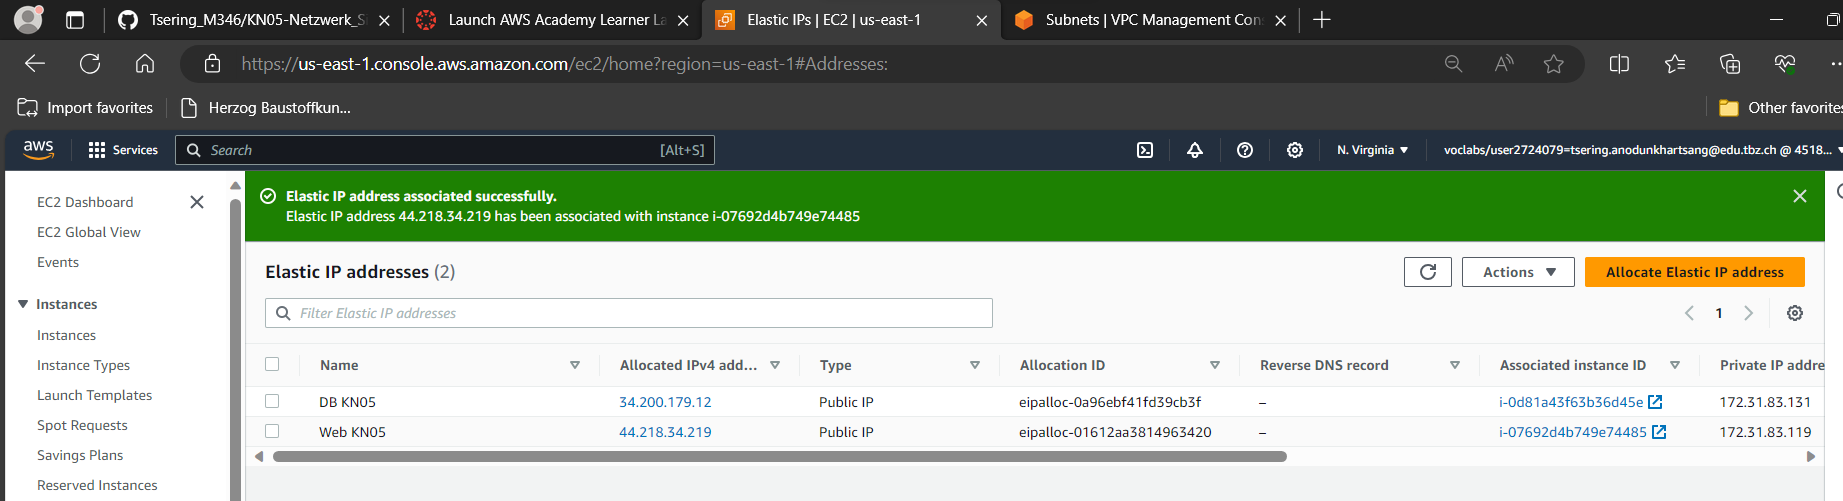 Tsering_M346/KN05-Netzwerk_S
Launch AWS Academy Learner La
Elastic IPs | EC2 | us-east-1
Subnets | VPC Management Con
https://us-east-1.console.aws.amazon.com/ec2/home?region=us-east-1#Addresses:
Import favorites
Herzog Baustoffkun...
Other favorites
aws
Services
Search
[Alt+S]
N. Virginia
voclabs/user2724079=tsering.anodunkhartsang@edu.tbz.ch @ 4518...
EC2 Dashboard
EC2 Global View
Events
Instances
Instances
Instance Types
Launch Templates
Spot Requests
Savings Plans
Reserved Instances
Elastic IP address associated successfully.
Elastic IP address 44.218.34.219 has been associated with instance i-07692d4b749e74485
Elastic IP addresses (2)
Actions
Allocate Elastic IP address
Filter Elastic IP addresses
1
Name Allocated IPv4 add... Type Allocation ID Reverse DNS record Associated instance ID Private IP addre
DB KN05 34.200.179.12 Public IP eipalloc-0a96ebf41fd39cb3f – i-0d81a43f63b36d45e 172.31.83.131
Web KN05 44.218.34.219 Public IP eipalloc-01612aa3814963420 – i-07692d4b749e74485 172.31.83.119